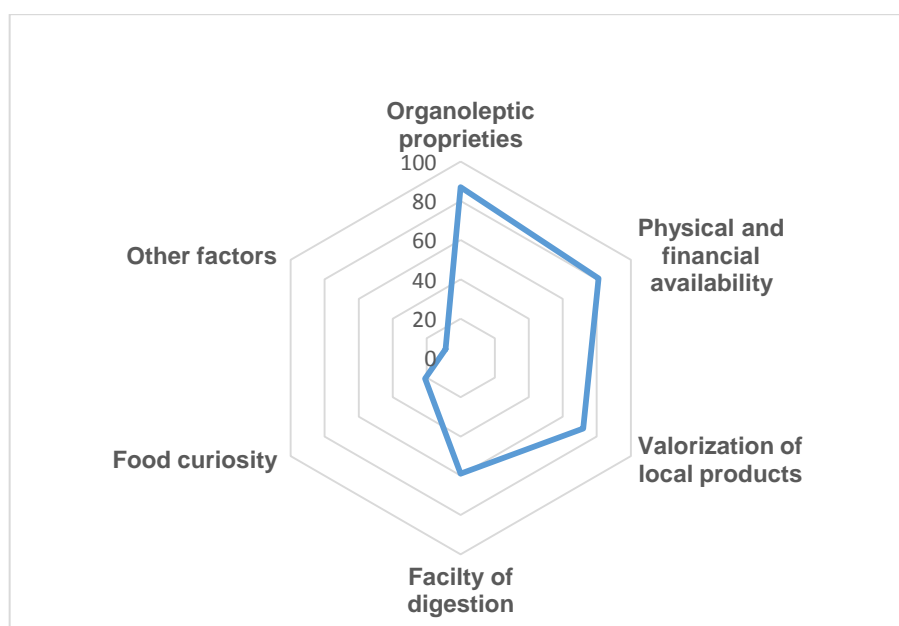 Organoleptic
proprieties
100
80
60
40
20
0
Physical and
financial
availability
Other factors
Food curiosity
Valorization of
local products
Facilty of
digestion